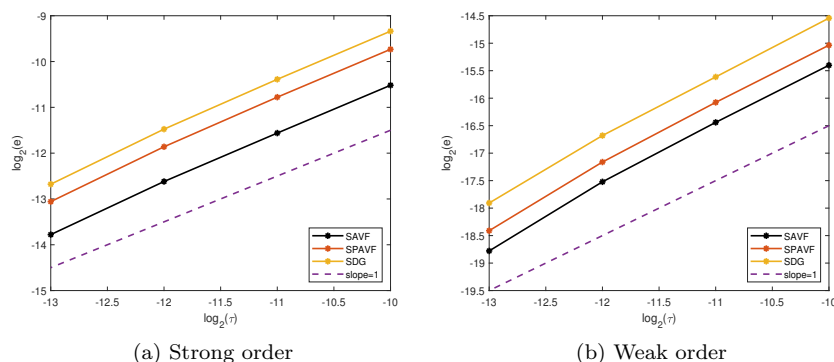 -9
-10
-11
-12
-13
-14
-15
log₂(e)
-13 -12.5 -12 -11.5 -11 -10.5 -10
log₂(τ)
SAVF
SPAVF
SDG
slope=1
(a) Strong order
-14.5
-15
-15.5
-16
-16.5
-17
-17.5
-18
-18.5
-19
-19.5
log₂(e)
-13 -12.5 -12 -11.5 -11 -10.5 -10
log₂(τ)
SAVF
SPAVF
SDG
slope=1
(b) Weak order